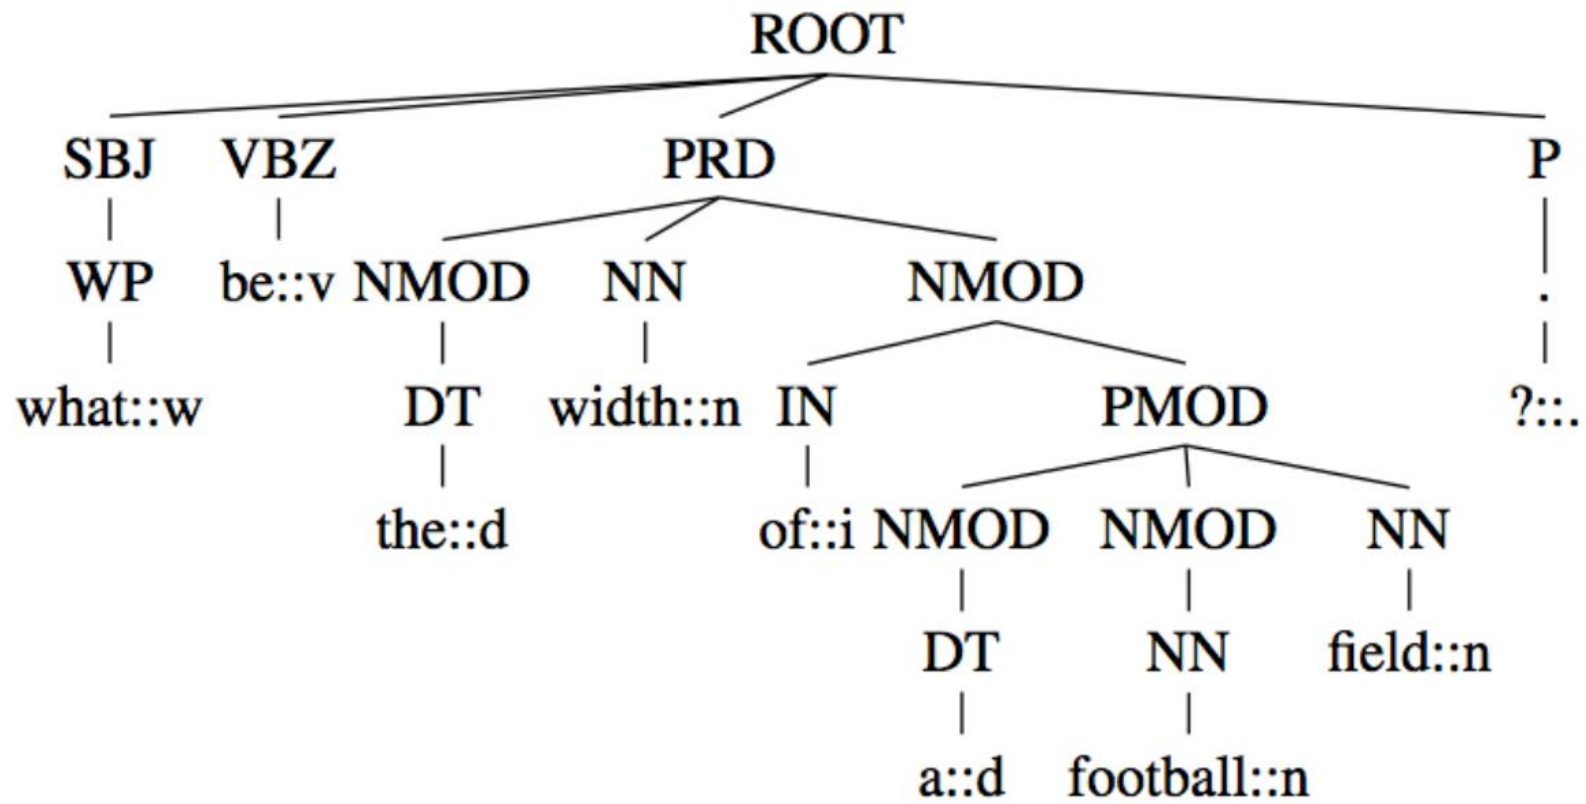 ROOT
SBJ VBZ PRD P
WP be::v NMOD NN NMOD .
what::w DT width::n IN PMOD ?::.
the::d of::i NMOD NMOD NN
DT NN field::n
a::d football::n